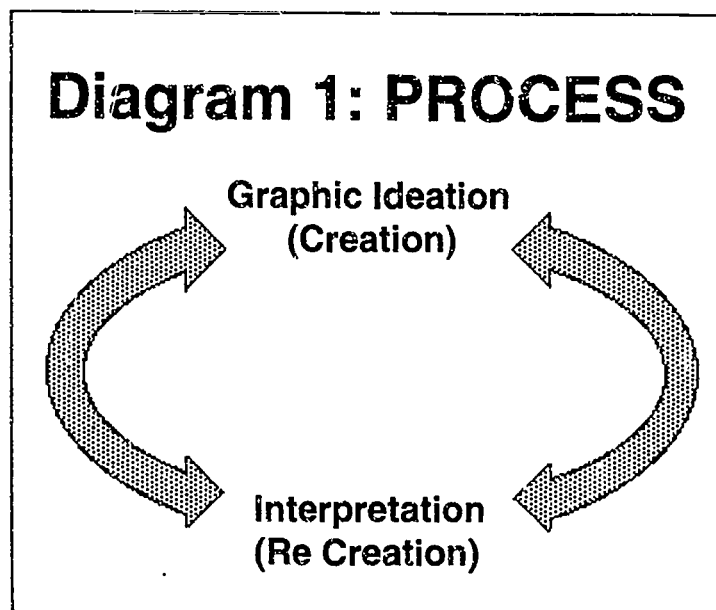 Diagram 1: PROCESS
Graphic Ideation
(Creation)
Interpretation
(Re Creation)